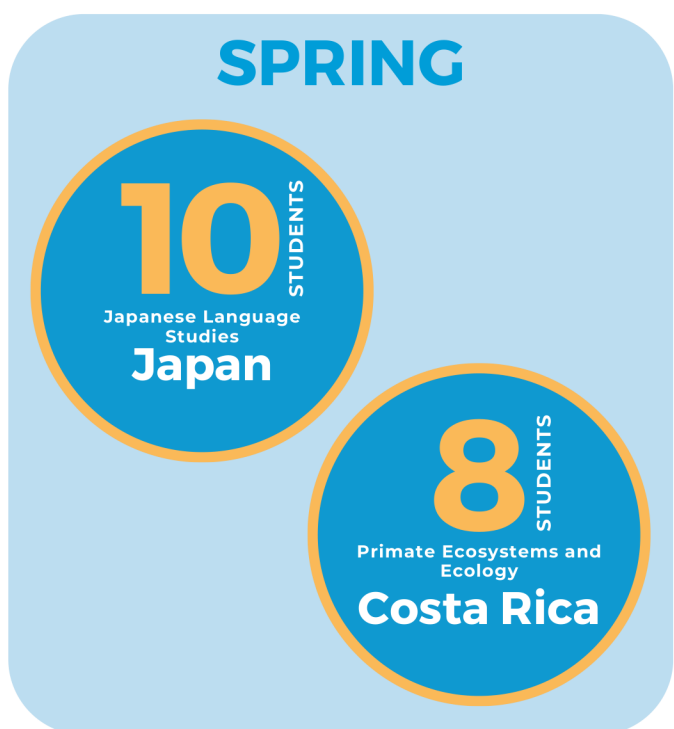 SPRING
10
STUDENTS
Japanese Language
Studies
Japan
8
STUDENTS
Primate Ecosystems and
Ecology
Costa Rica